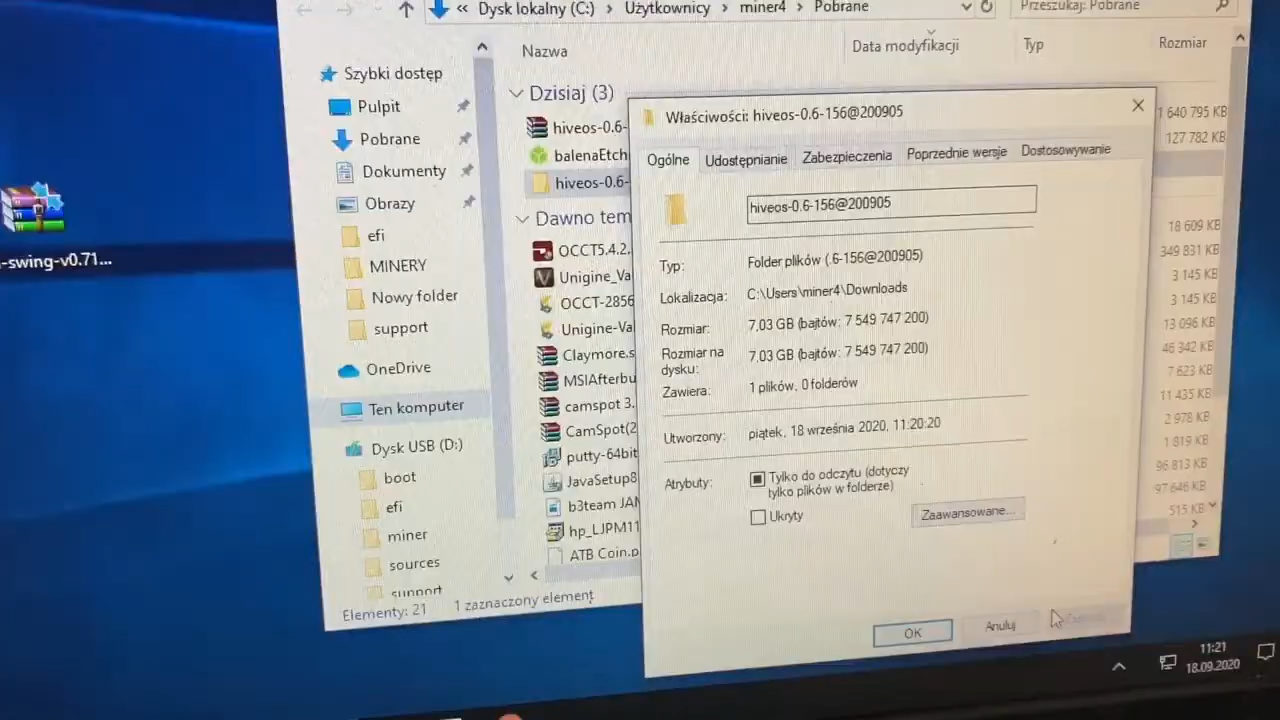 « Dysk lokalny (C:) > Użytkownicy > miner4 > Pobrane
Przeszukaj: Pobrane
Nazwa
Data modyfikacji
Typ
Rozmiar
Szybki dostęp
Pulpit
Pobrane
Dokumenty
Obrazy
efi
MINERY
Nowy folder
support
OneDrive
Ten komputer
Dysk USB (D:)
boot
efi
miner
sources
support
Elementy: 21
1 zaznaczony element
Dzisiaj (3)
hiveos-0.6-
balenaEtch
hiveos-0.6-
Dawno tem
OCCT5.4.2.
Unigine_Va
OCCT-2856
Unigine-Va
Claymore.s
MSIAfterbu
camspot 3.
CamSpot(2
putty-64bit
JavaSetup8
b3team JAN
hp_LJPM11
ATB Coin.p
Właściwości: hiveos-0.6-156@200905
Ogólne
Udostępnianie
Zabezpieczenia
Poprzednie wersje
Dostosowywanie
hiveos-0.6-156@200905
Typ:
Folder plików (.6-156@200905)
Lokalizacja:
C:\Users\miner4\Downloads
Rozmiar:
7,03 GB (bajtów: 7 549 747 200)
Rozmiar na
dysku:
7,03 GB (bajtów: 7 549 747 200)
Zawiera:
1 plików, 0 folderów
Utworzony:
piątek, 18 września 2020, 11:20:20
Atrybuty:
Tylko do odczytu (dotyczy
tylko plików w folderze)
Ukryty
Zaawansowane...
OK
Anuluj
1 640 795 KB
127 782 KB
18 609 KB
349 831 KB
3 145 KB
3 145 KB
13 096 KB
46 342 KB
7 623 KB
11 435 KB
2 978 KB
1 819 KB
96 813 KB
97 646 KB
515 KB
-swing-v0.71...
11:21
18.09.2020